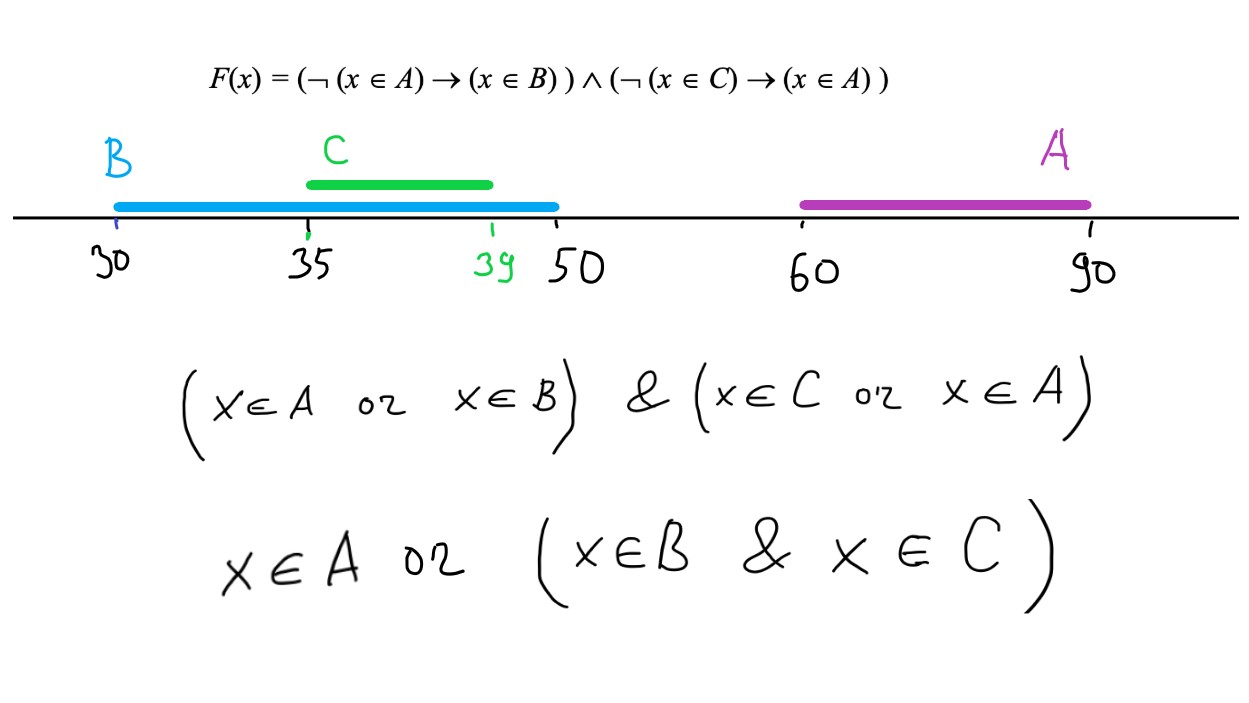 F(x) = (¬ (x ∈ A) → (x ∈ B) ) ∧ (¬ (x ∈ C) → (x ∈ A) )
B C A
30 35 39 50 60 90
(x ∈ A or x ∈ B) & (x ∈ C or x ∈ A)
x ∈ A or (x ∈ B & x ∈ C)